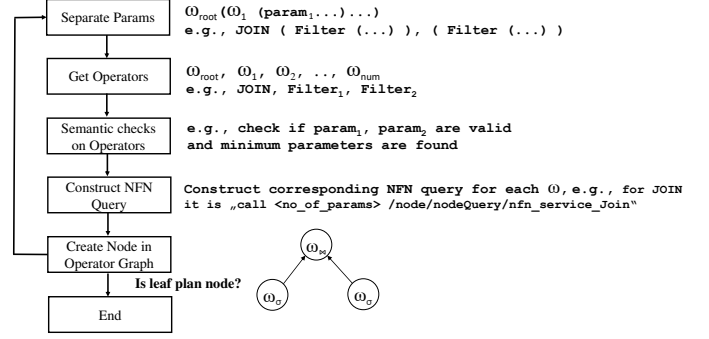 Separate Params
ω_root(ω_1 (param_1...)...)
e.g., JOIN ( Filter (...) ), ( Filter (...) )
Get Operators
ω_root, ω_1, ω_2, .., ω_num
e.g., JOIN, Filter_1, Filter_2
Semantic checks
on Operators
e.g., check if param_1, param_2 are valid
and minimum parameters are found
Construct NFN
Query
Construct corresponding NFN query for each ω, e.g., for JOIN
it is „call <no_of_params> /node/nodeQuery/nfn_service_Join“
Create Node in
Operator Graph
ω_⋈
Is leaf plan node?
ω_σ ω_σ
End